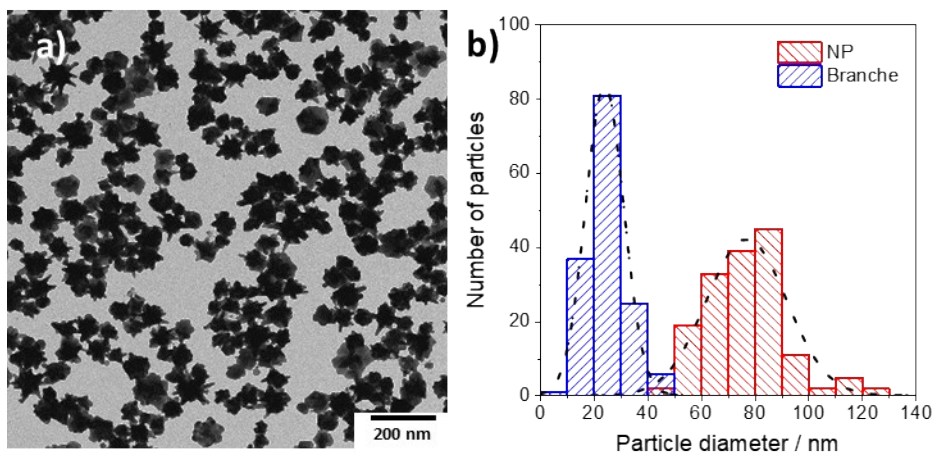 a)
200 nm
b)
NP
Branche
Number of particles
100
80
60
40
20
0
0 20 40 60 80 100 120 140
Particle diameter / nm